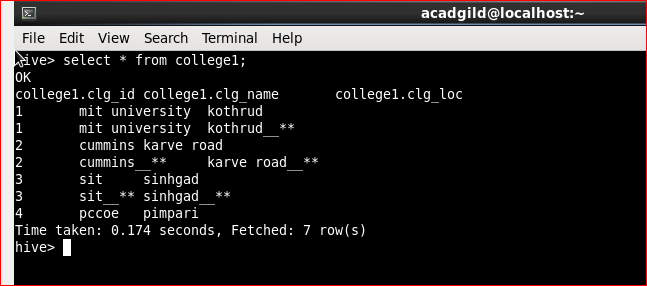 acadgild@localhost:~
File Edit View Search Terminal Help
hive> select * from college1;
OK
college1.clg_id college1.clg_name college1.clg_loc
1 mit university kothrud
1 mit university kothrud__**
2 cummins karve road
2 cummins__** karve road__**
3 sit sinhgad
3 sit__** sinhgad__**
4 pccoe pimpari
Time taken: 0.174 seconds, Fetched: 7 row(s)
hive>